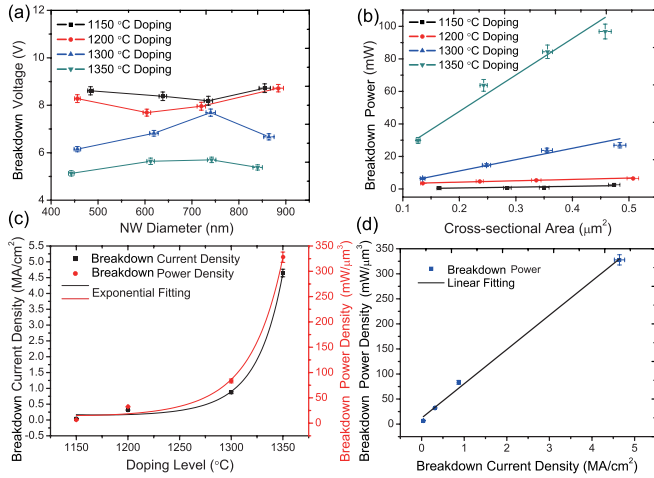 (a)
1150 °C Doping
1200 °C Doping
1300 °C Doping
1350 °C Doping
Breakdown Voltage (V)
12
10
8
6
4
400 500 600 700 800 900
NW Diameter (nm)
(b)
1150 °C Doping
1200 °C Doping
1300 °C Doping
1350 °C Doping
Breakdown Power (mW)
100
80
60
40
20
0
0.1 0.2 0.3 0.4 0.5
Cross-sectional Area (μm²)
(c)
Breakdown Current Density
Breakdown Power Density
Exponential Fitting
Breakdown Current Density (MA/cm²)
5.5
5.0
4.5
4.0
3.5
3.0
2.5
2.0
1.5
1.0
0.5
0.0
-0.5
1150 1200 1250 1300 1350
Doping Level (°C)
350
300
250
200
150
100
50
0
Breakdown Power Density (mW/μm³)
(d)
Breakdown Power
Linear Fitting
Breakdown Power Density (mW/μm³)
350
300
250
200
150
100
50
0
0 1 2 3 4 5
Breakdown Current Density (MA/cm²)